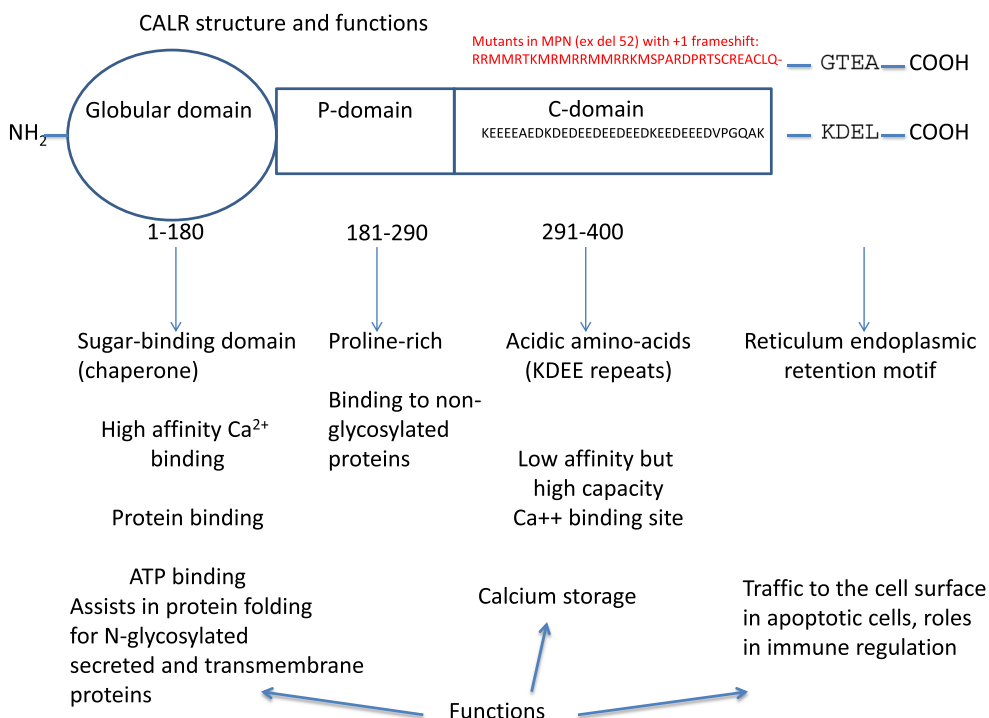 CALR structure and functions
Mutants in MPN (ex del 52) with +1 frameshift:
RRMMRTKMRMRRMMRRKMSPARDPRTSCREACLQ-
GTEA
COOH
Globular domain
P-domain
C-domain
KEEEEAEDKDEDEEDEEDEEDKEEDEEEDVPGQAK
NH2
KDEL
COOH
1-180
181-290
291-400
Sugar-binding domain
(chaperone)
High affinity Ca2+
binding
Protein binding
ATP binding
Assists in protein folding
for N-glycosylated
secreted and transmembrane
proteins
Proline-rich
Binding to non-
glycosylated
proteins
Acidic amino-acids
(KDEE repeats)
Low affinity but
high capacity
Ca++ binding site
Calcium storage
Reticulum endoplasmic
retention motif
Traffic to the cell surface
in apoptotic cells, roles
in immune regulation
Functions